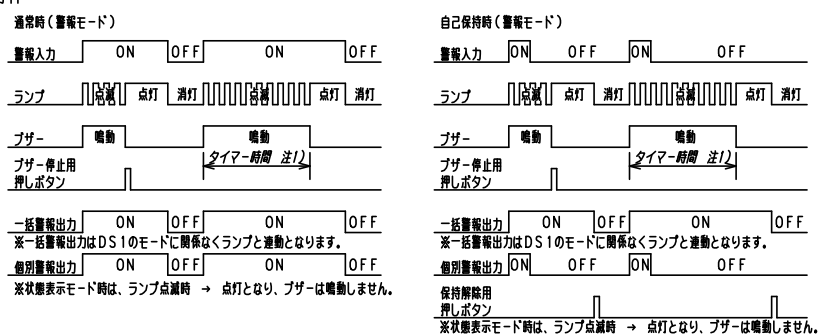 通常時(警報モード)
警報入力 ON OFF ON OFF
ランプ 点滅 点灯 消灯 点滅 点灯 消灯
ブザー 鳴動 鳴動
タイマー時間 注1)
ブザー停止用
押しボタン
一括警報出力 ON OFF ON OFF
※一括警報出力はDS1のモードに関係なくランプと連動となります。
個別警報出力 ON OFF ON OFF
※状態表示モード時は、ランプ点滅時 → 点灯となり、ブザーは鳴動しません。
自己保持時(警報モード)
警報入力 ON OFF ON OFF
ランプ 点滅 点灯 消灯 点滅 点灯 消灯
ブザー 鳴動 鳴動
タイマー時間 注1)
ブザー停止用
押しボタン
一括警報出力 ON OFF ON OFF
※一括警報出力はDS1のモードに関係なくランプと連動となります。
個別警報出力 ON OFF ON OFF
保持解除用
押しボタン
※状態表示モード時は、ランプ点滅時 → 点灯となり、ブザーは鳴動しません。